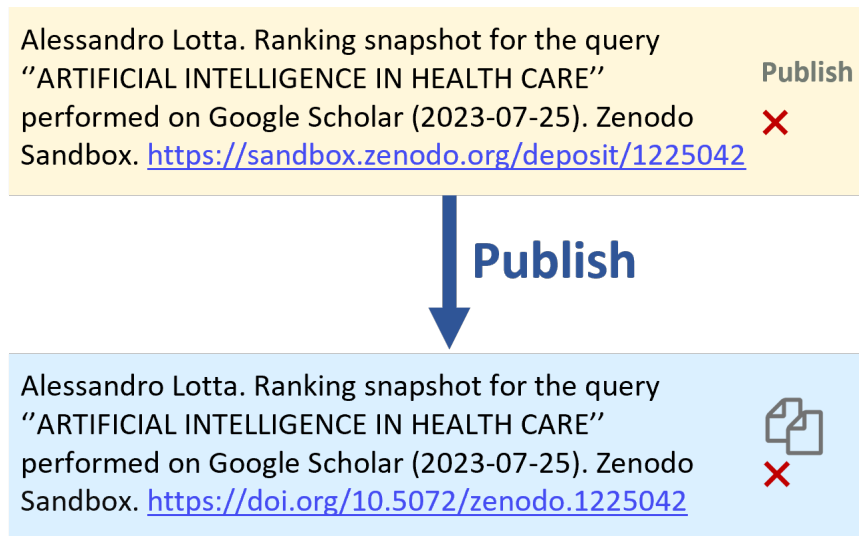 Alessandro Lotta. Ranking snapshot for the query
‘’ARTIFICIAL INTELLIGENCE IN HEALTH CARE’’
Publish
performed on Google Scholar (2023-07-25). Zenodo
Sandbox. https://sandbox.zenodo.org/deposit/1225042
Publish
Alessandro Lotta. Ranking snapshot for the query
‘’ARTIFICIAL INTELLIGENCE IN HEALTH CARE’’
performed on Google Scholar (2023-07-25). Zenodo
Sandbox. https://doi.org/10.5072/zenodo.1225042